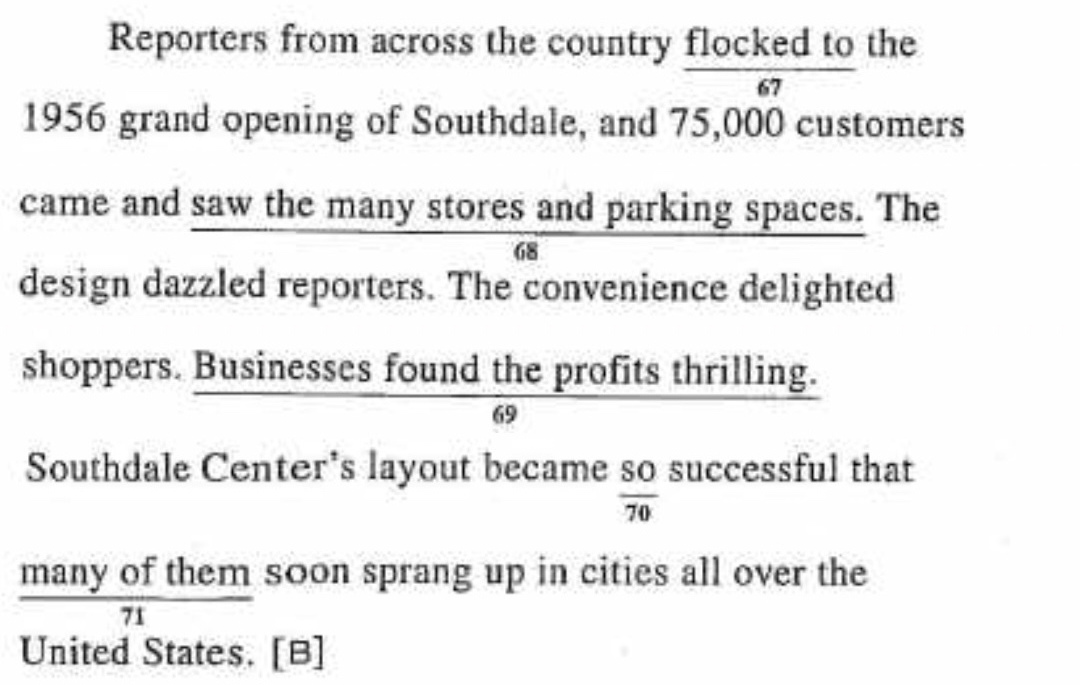 Reporters from across the country flocked to the
67
1956 grand opening of Southdale, and 75,000 customers
came and saw the many stores and parking spaces. The
68
design dazzled reporters. The convenience delighted
shoppers. Businesses found the profits thrilling.
69
Southdale Center's layout became so successful that
70
many of them soon sprang up in cities all over the
71
United States. [B]